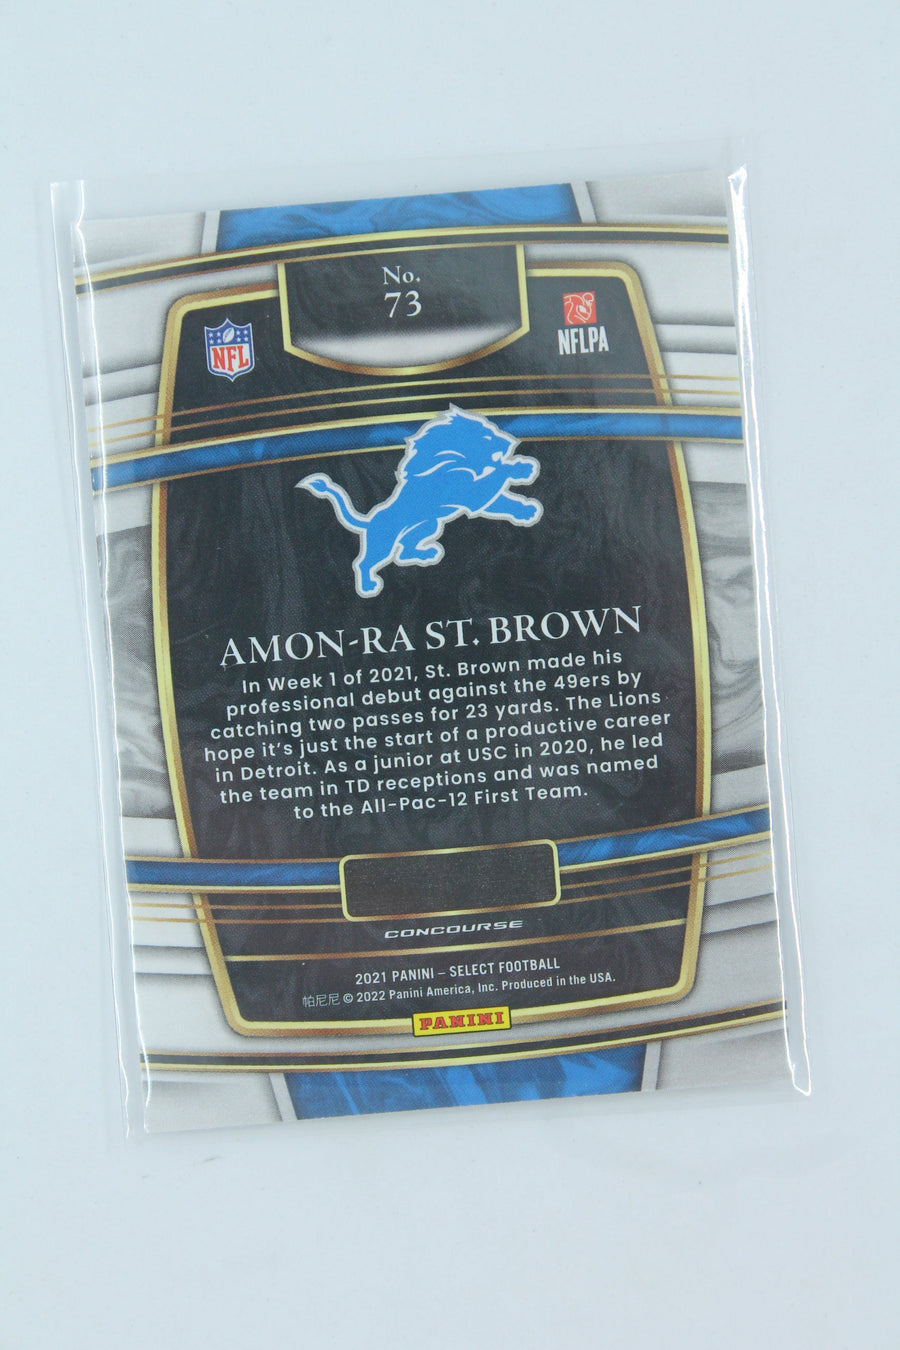 No.
73
NFL
NFLPA
AMON-RA ST. BROWN
In Week 1 of 2021, St. Brown made his
professional debut against the 49ers by
catching two passes for 23 yards. The Lions
hope it's just the start of a productive career
in Detroit. As a junior at USC in 2020, he led
the team in TD receptions and was named
to the All-Pac-12 First Team.
CONCOURSE
2021 PANINI – SELECT FOOTBALL
帕尼尼 © 2022 Panini America, Inc. Produced in the USA.
PANINI